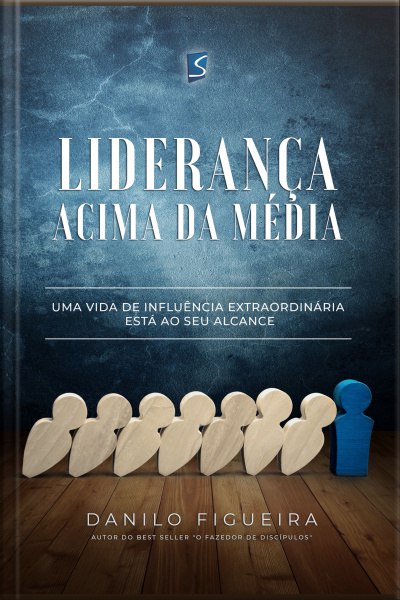 S
LIDERANÇA
ACIMA DA MÉDIA
UMA VIDA DE INFLUÊNCIA EXTRAORDINÁRIA
ESTÁ AO SEU ALCANCE
DANILO FIGUEIRA
AUTOR DO BEST SELLER "O FAZEDOR DE DISCÍPULOS"